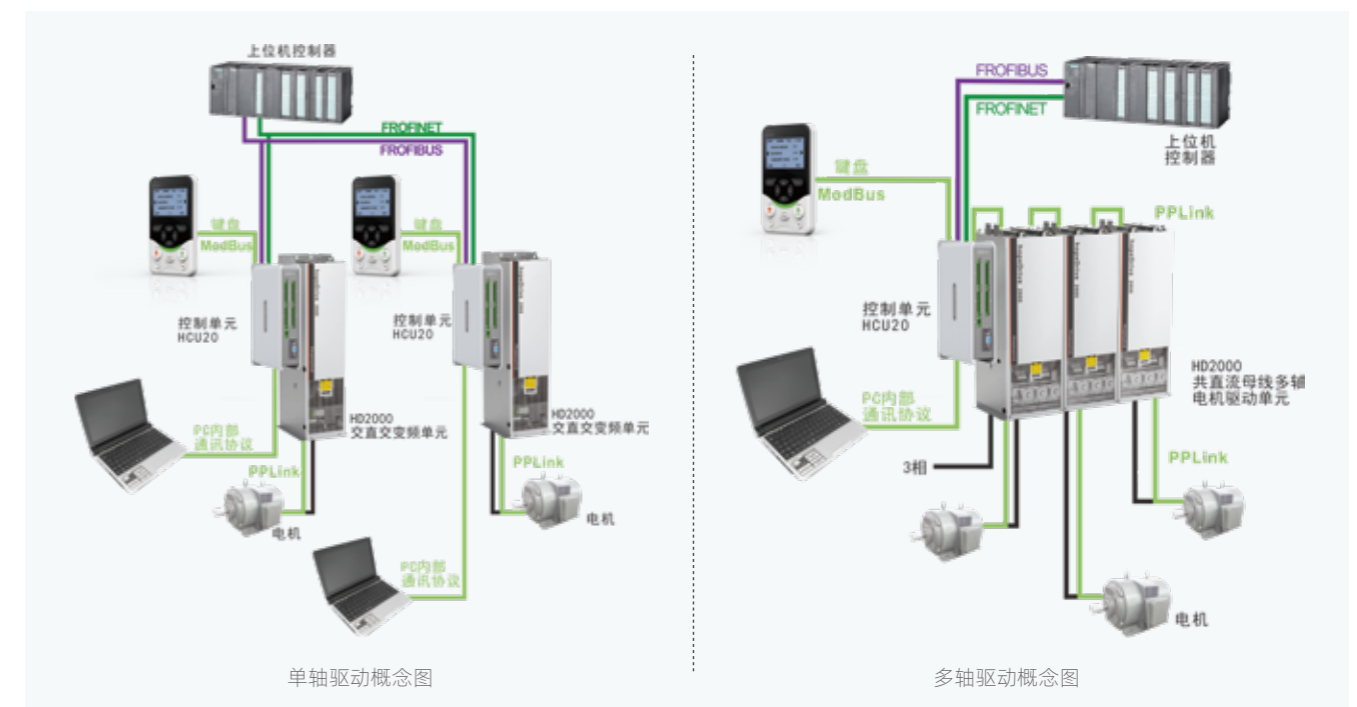 上位机控制器
FROFINET
FROFIBUS
键盘
ModBus
键盘
ModBus
控制单元
HCU20
控制单元
HCU20
HD2000
交直交变频单元
HD2000
交直交变频单元
PC内部
通讯协议
PPLink
电机
PPLink
电机
PC内部
通讯协议
单轴驱动概念图
FROFIBUS
FROFINET
上位机
控制器
键盘
ModBus
PPLink
控制单元
HCU20
HD2000
共直流母线多轴
电机驱动单元
PC内部
通讯协议
3相
PPLink
电机
多轴驱动概念图